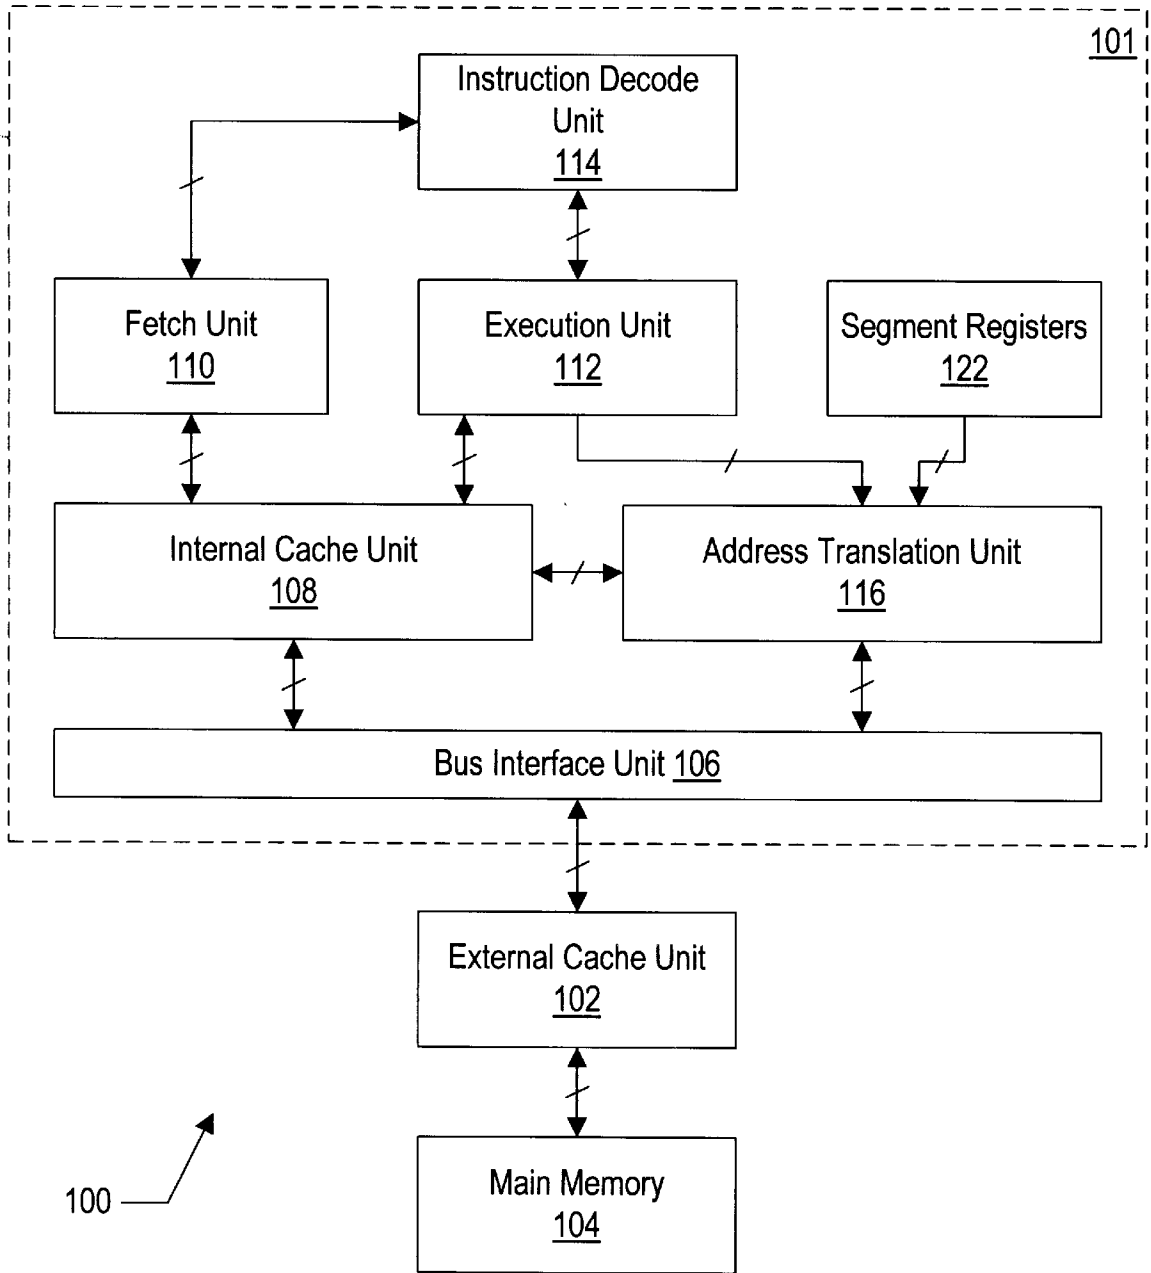 101
Instruction Decode
Unit
114
Fetch Unit
110
Execution Unit
112
Segment Registers
122
Internal Cache Unit
108
Address Translation Unit
116
Bus Interface Unit 106
External Cache Unit
102
100
Main Memory
104